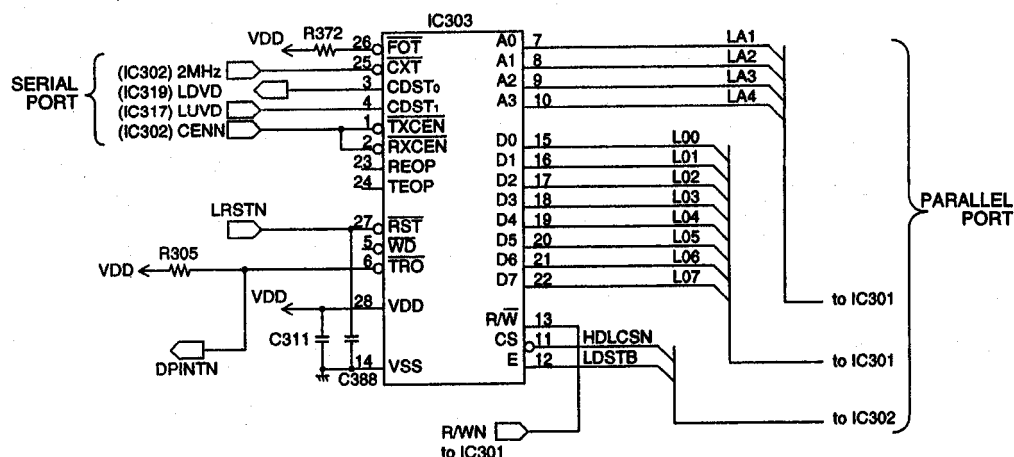 IC303
R372
VDD
26 FOT
A0 7 LA1
SERIAL
PORT
(IC302) 2MHz 25 CXT
A1 8 LA2
(IC319) LDVD 3 CDST0
A2 9 LA3
(IC317) LUVD 4 CDST1
A3 10 LA4
(IC302) CENN 1 TXCEN
2 RXCEN
D0 15 L00
23 REOP
D1 16 L01
24 TEOP
D2 17 L02
D3 18 L03
LRSTN 27 RST
D4 19 L04
5 WD
D5 20 L05
R305
VDD 6 TRO
D6 21 L06
D7 22 L07
PARALLEL
PORT
VDD 28 VDD
to IC301
R/W 13
C311
CS 11 HDLCSN
E 12 LDSTB
DPINTN
C388
14 VSS
to IC301
to IC302
R/WN
to IC301